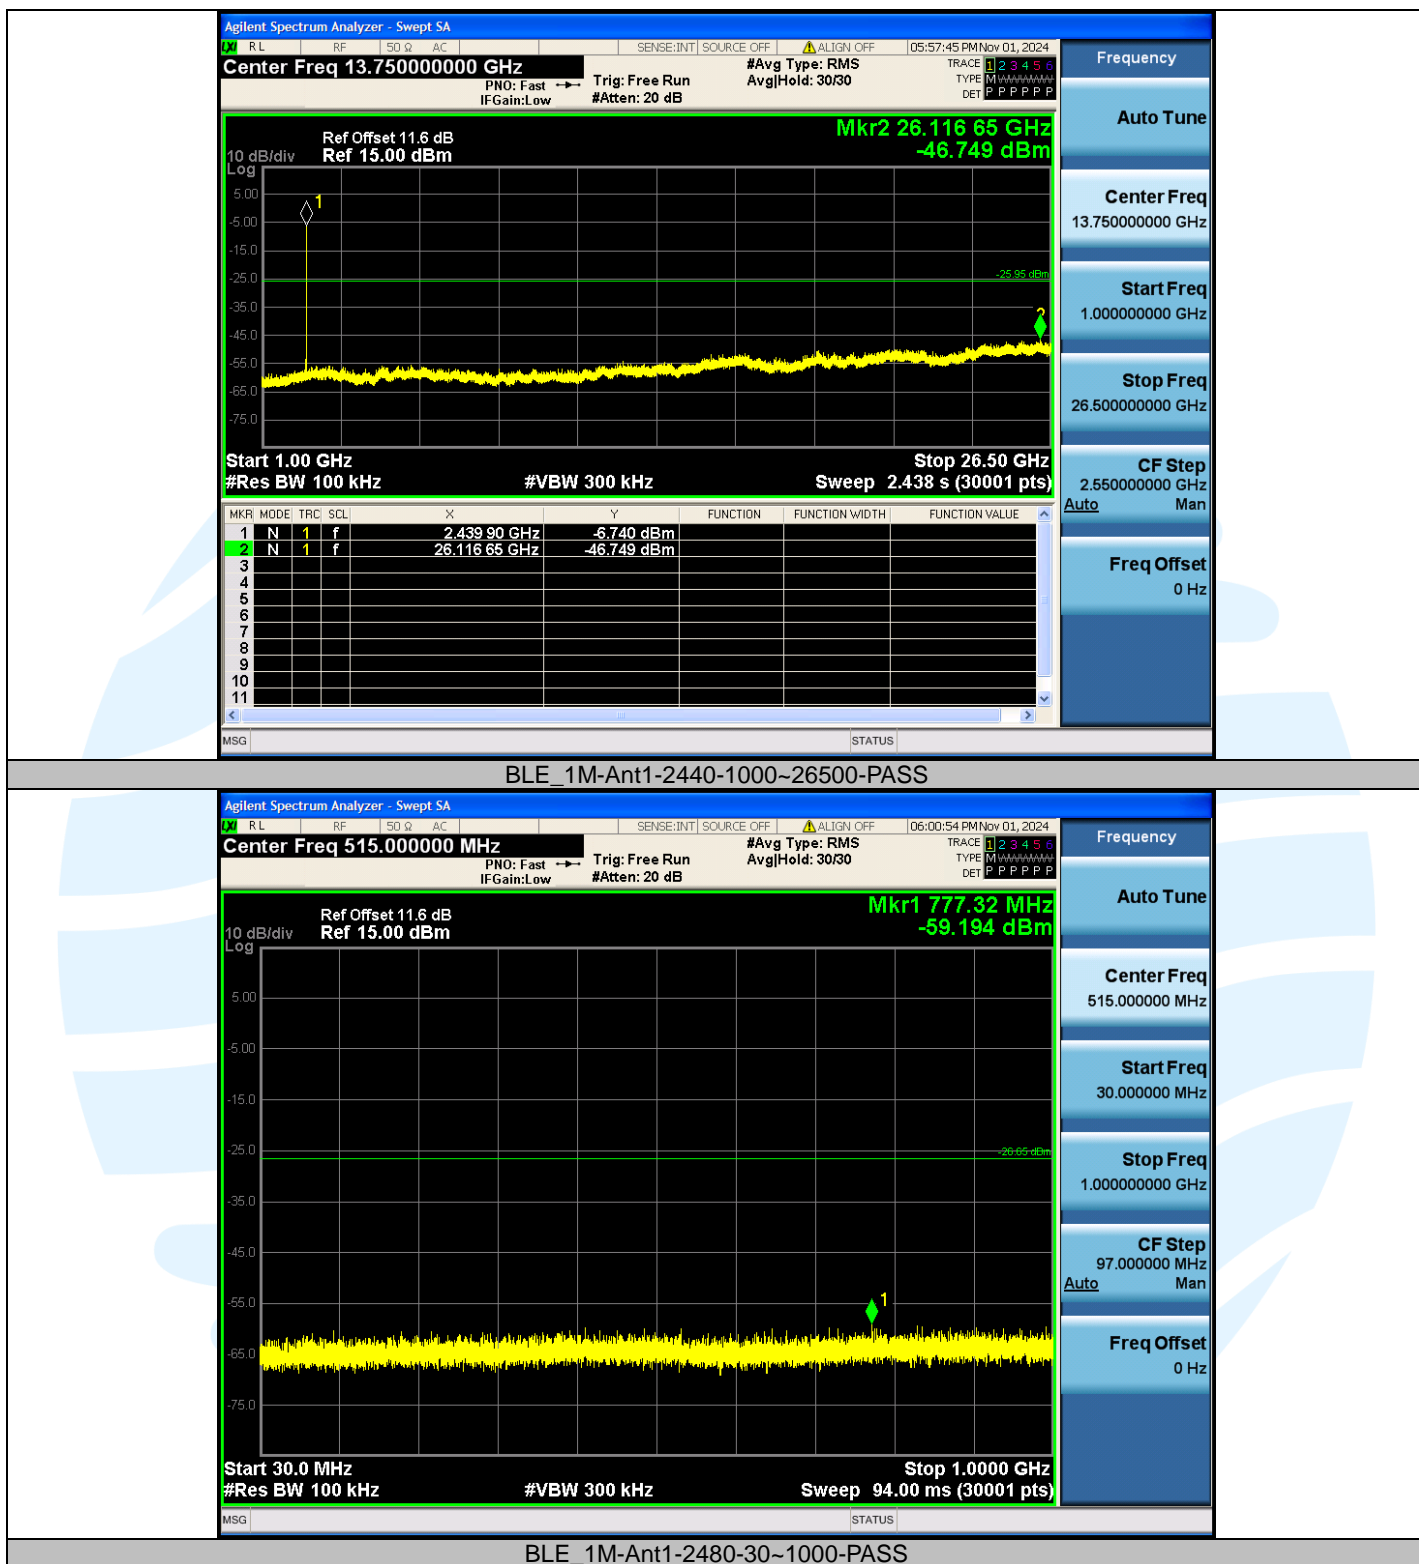 Agilent Spectrum Analyzer - Swept SA
LXI RL RF 50 Ω AC SENSE:INT SOURCE OFF ALIGN OFF 05:57:45 PM Nov 01, 2024
Center Freq 13.750000000 GHz
PNO: Fast
IFGain:Low
Trig: Free Run
#Atten: 20 dB
#Avg Type: RMS
Avg|Hold: 30/30
TRACE 1 2 3 4 5 6
TYPE M
DET P P P P P P
Mkr2 26.116 65 GHz
-46.749 dBm
Ref Offset 11.6 dB
10 dB/div Ref 15.00 dBm
Log
5.00
-5.00
-15.0
-25.0
-35.0
-45.0
-55.0
-65.0
-75.0
1
2
-25.95 dBm
Start 1.00 GHz Stop 26.50 GHz
#Res BW 100 kHz #VBW 300 kHz Sweep 2.438 s (30001 pts)
MKR MODE TRC SCL X Y FUNCTION FUNCTION WIDTH FUNCTION VALUE
1 N 1 f 2.439 90 GHz -6.740 dBm
2 N 1 f 26.116 65 GHz -46.749 dBm
3
4
5
6
7
8
9
10
11
MSG STATUS
Frequency
Auto Tune
Center Freq
13.750000000 GHz
Start Freq
1.000000000 GHz
Stop Freq
26.500000000 GHz
CF Step
2.550000000 GHz
Auto Man
Freq Offset
0 Hz
BLE_1M-Ant1-2440-1000~26500-PASS
Agilent Spectrum Analyzer - Swept SA
LXI RL RF 50 Ω AC SENSE:INT SOURCE OFF ALIGN OFF 06:00:54 PM Nov 01, 2024
Center Freq 515.000000 MHz
PNO: Fast
IFGain:Low
Trig: Free Run
#Atten: 20 dB
#Avg Type: RMS
Avg|Hold: 30/30
TRACE 1 2 3 4 5 6
TYPE M
DET P P P P P P
Mkr1 777.32 MHz
-59.194 dBm
Ref Offset 11.6 dB
10 dB/div Ref 15.00 dBm
Log
5.00
-5.00
-15.0
-25.0
-35.0
-45.0
-55.0
-65.0
-75.0
1
dBm
Start 30.0 MHz Stop 1.0000 GHz
#Res BW 100 kHz #VBW 300 kHz Sweep 94.00 ms (30001 pts)
MSG STATUS
Frequency
Auto Tune
Center Freq
515.000000 MHz
Start Freq
30.000000 MHz
Stop Freq
1.000000000 GHz
CF Step
97.000000 MHz
Auto Man
Freq Offset
0 Hz
BLE_1M-Ant1-2480-30~1000-PASS